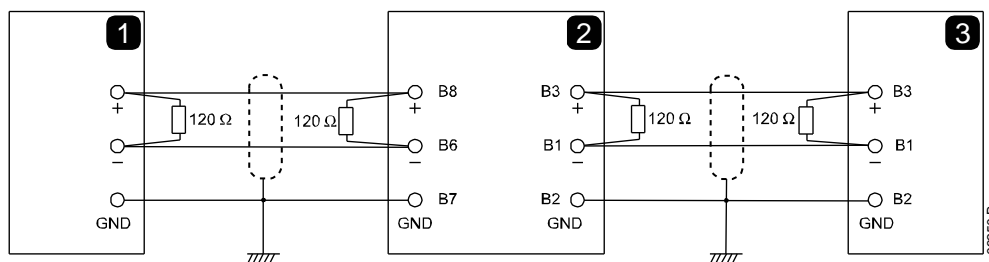 1 2 3
B8 B3 B3
+ + + +
120 Ω 120 Ω 120 Ω 120 Ω
B6 B1 B1
− − − −
B7 B2 B2
GND GND GND GND